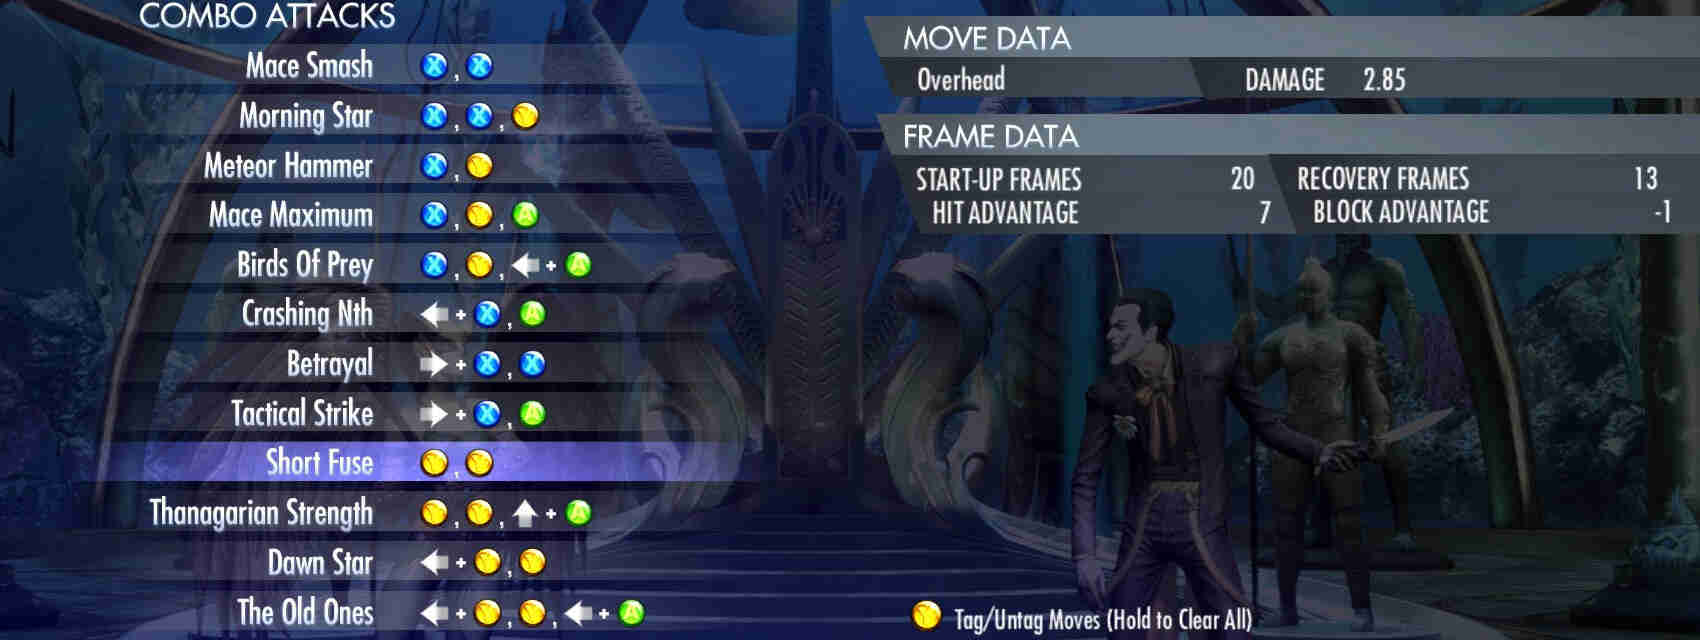 COMBO ATTACKS
Mace Smash X, X
Morning Star X, X, Y
Meteor Hammer X, Y
Mace Maximum X, Y, A
Birds Of Prey X, Y, + A
Crashing Nth + X, A
Betrayal + X, X
Tactical Strike + X, A
Short Fuse Y, Y
Thanagarian Strength Y, Y, + A
Dawn Star + Y, Y
The Old Ones + Y, Y, + A
MOVE DATA
Overhead DAMAGE 2.85
FRAME DATA
START-UP FRAMES 20 RECOVERY FRAMES 13
HIT ADVANTAGE 7 BLOCK ADVANTAGE -1
Y Tag/Untag Moves (Hold to Clear All)